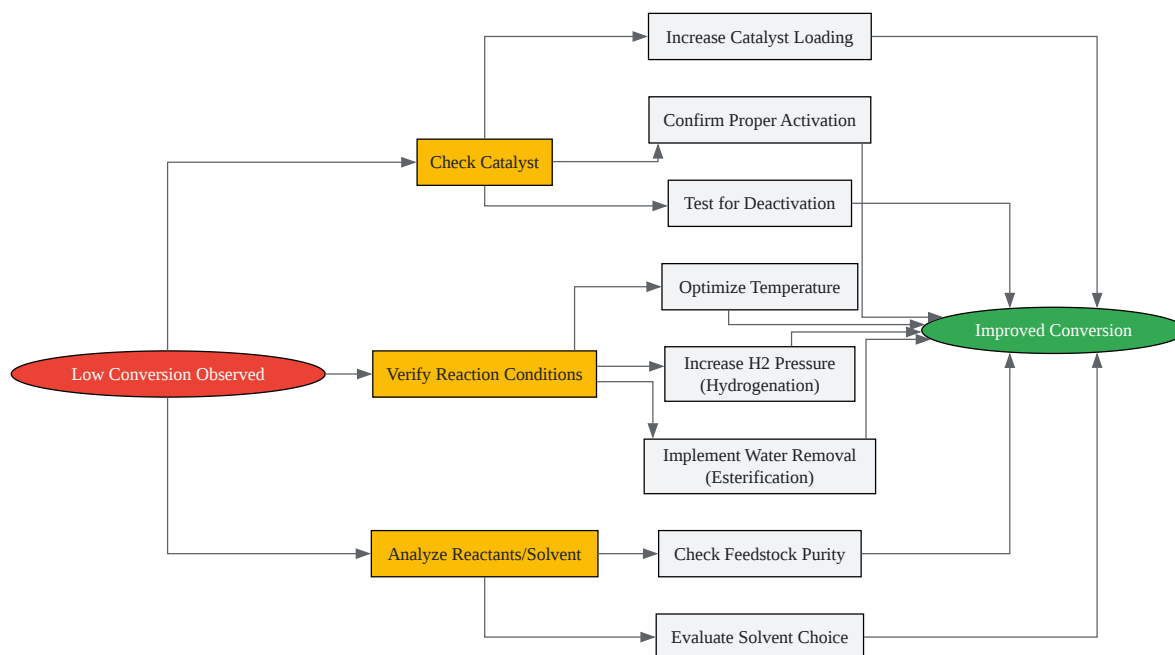 Low Conversion Observed
Check Catalyst
Increase Catalyst Loading
Confirm Proper Activation
Test for Deactivation
Verify Reaction Conditions
Optimize Temperature
Increase H2 Pressure
(Hydrogenation)
Implement Water Removal
(Esterification)
Analyze Reactants/Solvent
Check Feedstock Purity
Evaluate Solvent Choice
Improved Conversion